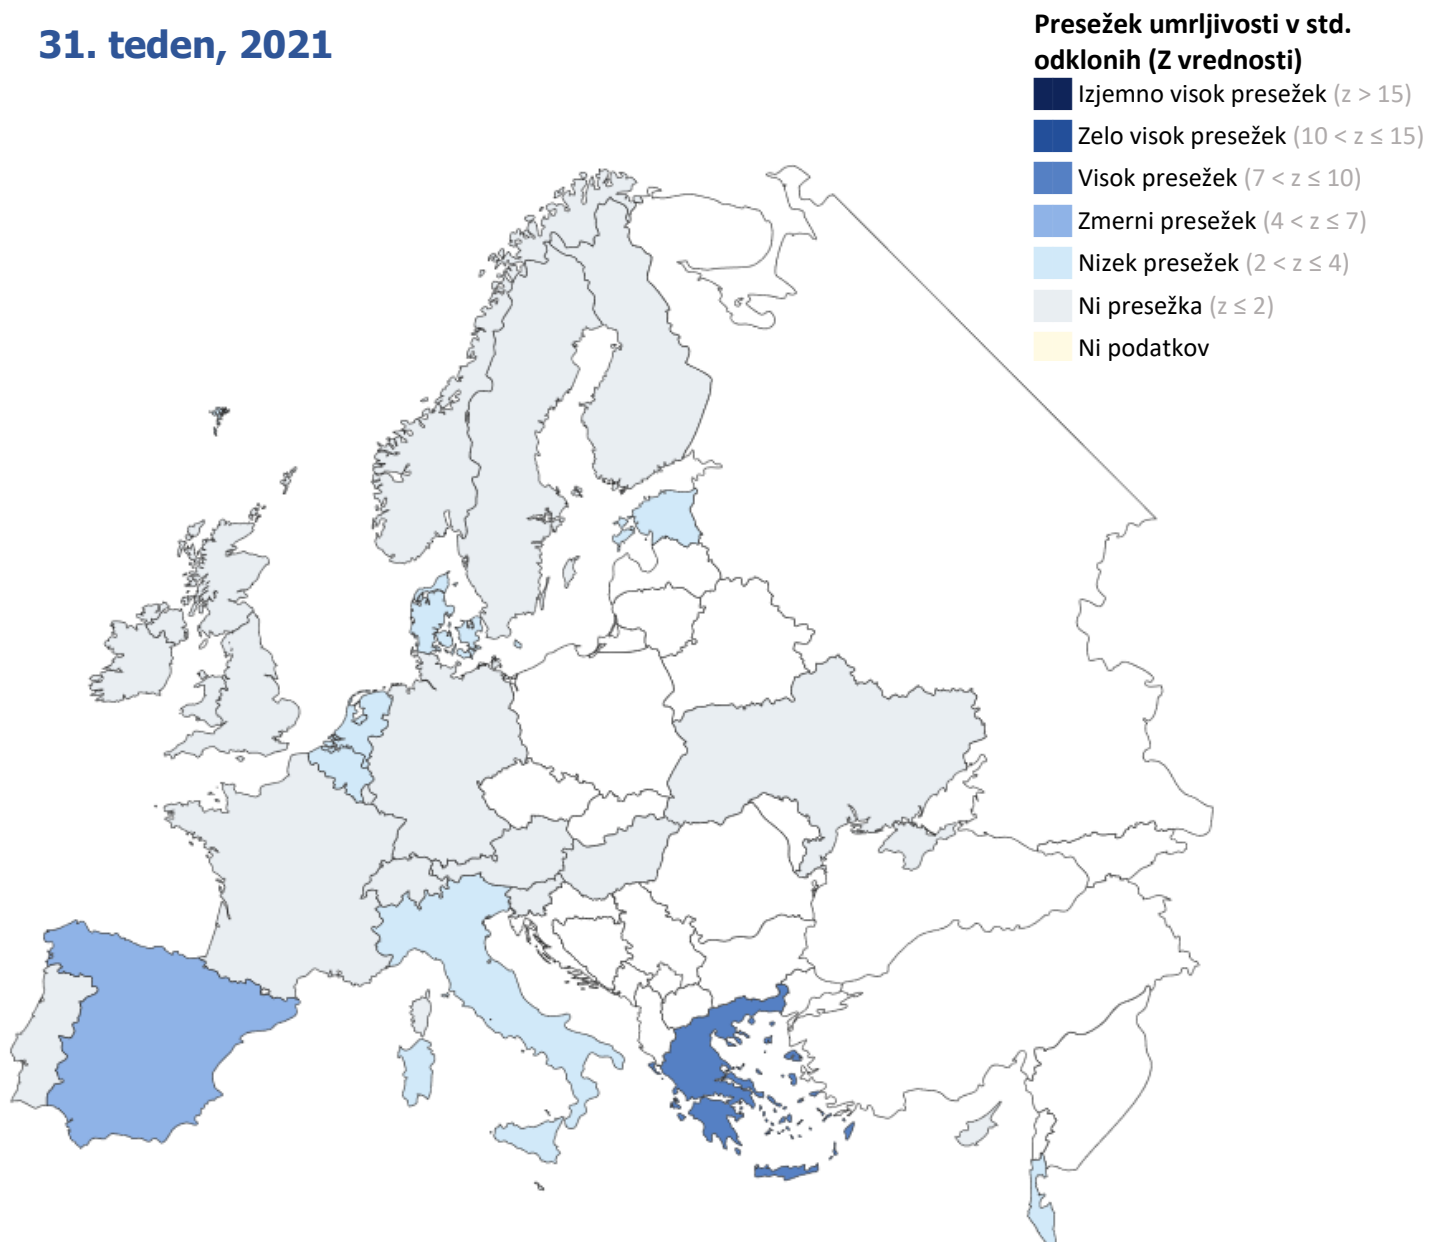 31. teden, 2021
Presežek umrljivosti v std.
odklonih (Z vrednosti)
Izjemno visok presežek (z > 15)
Zelo visok presežek (10 < z ≤ 15)
Visok presežek (7 < z ≤ 10)
Zmerni presežek (4 < z ≤ 7)
Nizek presežek (2 < z ≤ 4)
Ni presežka (z ≤ 2)
Ni podatkov